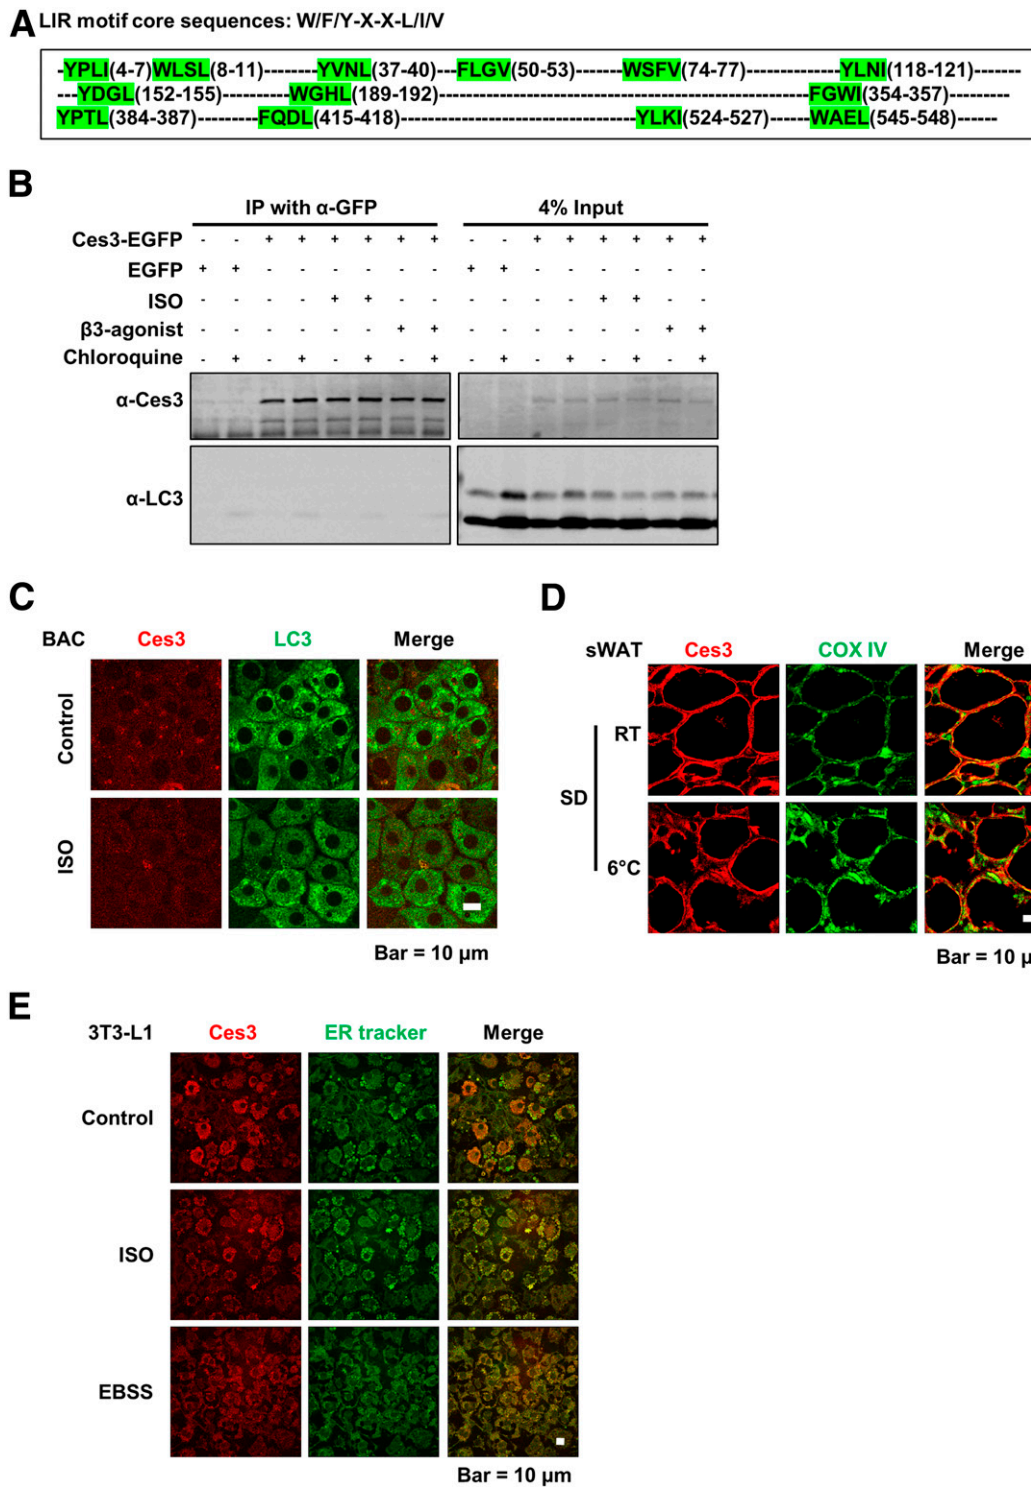 A LIR motif core sequences: W/F/Y-X-X-L/I/V
-YPLI(4-7)WLSL(8-11)-------YVNL(37-40)---FLGV(50-53)------WSFV(74-77)------------YLNI(118-121)------
---YDGL(152-155)---------WGHL(189-192)-----------------------------------------------FGWI(354-357)---------
YPTL(384-387)---------FQDL(415-418)------------------------------YLKI(524-527)------WAEL(545-548)------
B
IP with α-GFP 4% Input
Ces3-EGFP - - + + + + + + - - + + + + + +
EGFP + + - - - - - - + + - - - - - -
ISO - - - - + + - - - - - - + + - -
β3-agonist - - - - - - + + - - - - - - + +
Chloroquine - + - + - + - + - + - + - + - +
α-Ces3
α-LC3
C
BAC Ces3 LC3 Merge
Control
ISO
Bar = 10 µm
D
sWAT Ces3 COX IV Merge
RT
SD
6°C
Bar = 10 µ
E
3T3-L1 Ces3 ER tracker Merge
Control
ISO
EBSS
Bar = 10 µm